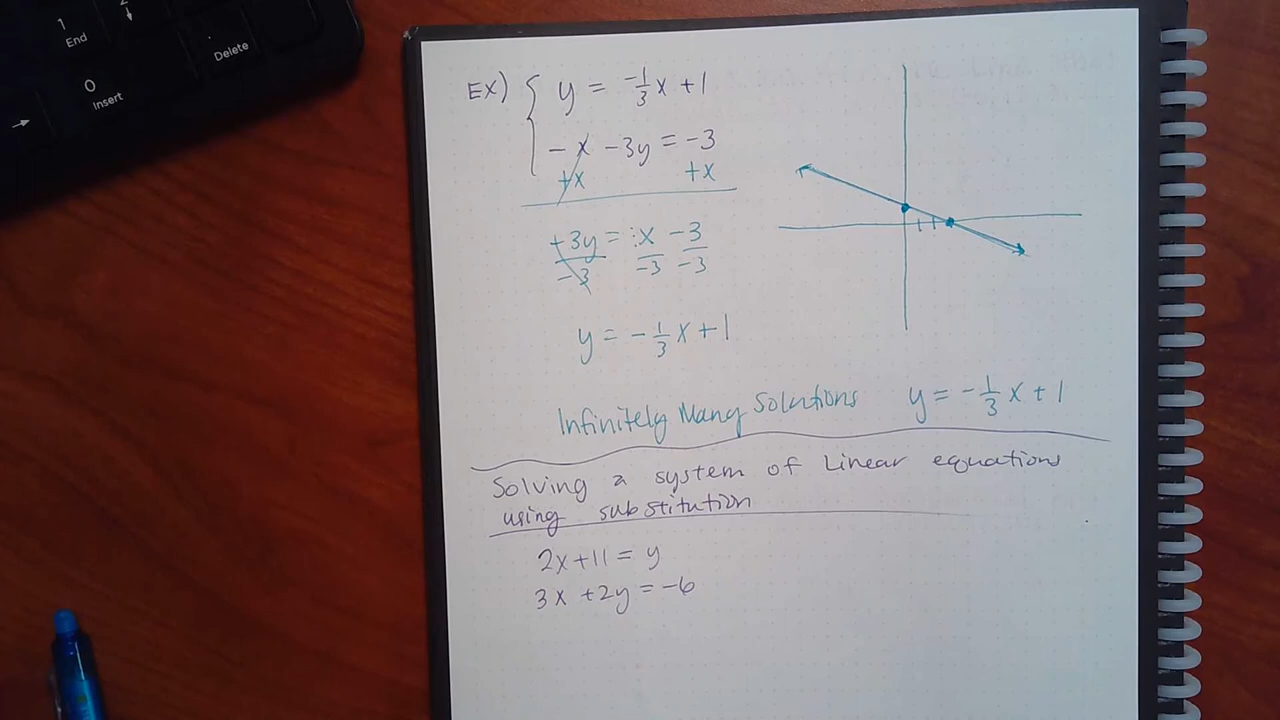 1
End
↓
.
Delete
0
Insert
→
EX) { y = -1/3 x + 1
- x - 3y = -3
+x +x
+3y = x -3
-3 -3 -3
y = - 1/3 x + 1
Infinitely Many Solutions y = - 1/3 x + 1
Solving a system of Linear equations
using substitution
2x + 11 = y
3x + 2y = -6